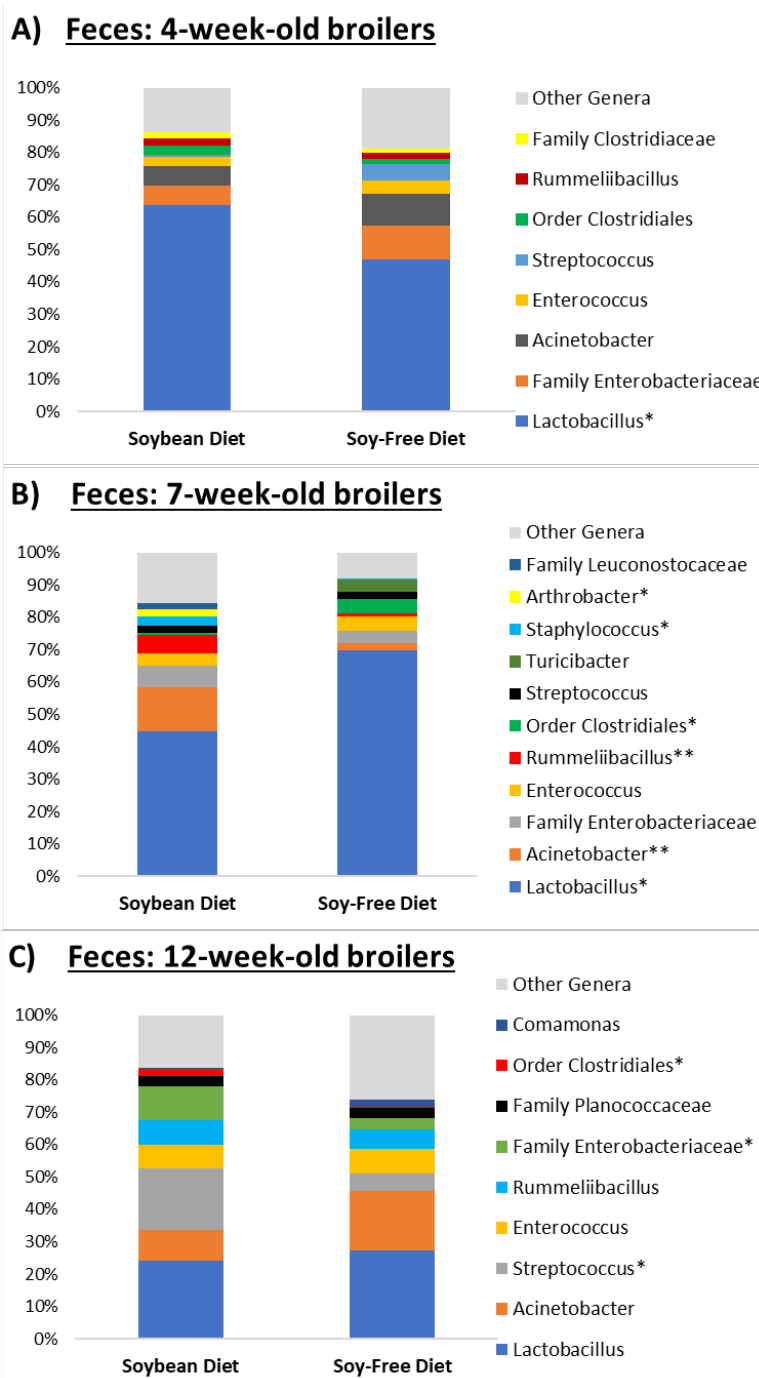 A) Feces: 4-week-old broilers
100%
90%
80%
70%
60%
50%
40%
30%
20%
10%
0%
Soybean Diet
Soy-Free Diet
Other Genera
Family Clostridiaceae
Rummeliibacillus
Order Clostridiales
Streptococcus
Enterococcus
Acinetobacter
Family Enterobacteriaceae
Lactobacillus*
B) Feces: 7-week-old broilers
100%
90%
80%
70%
60%
50%
40%
30%
20%
10%
0%
Soybean Diet
Soy-Free Diet
Other Genera
Family Leuconostocaceae
Arthrobacter*
Staphylococcus*
Turicibacter
Streptococcus
Order Clostridiales*
Rummeliibacillus**
Enterococcus
Family Enterobacteriaceae
Acinetobacter**
Lactobacillus*
C) Feces: 12-week-old broilers
100%
90%
80%
70%
60%
50%
40%
30%
20%
10%
0%
Soybean Diet
Soy-Free Diet
Other Genera
Comamonas
Order Clostridiales*
Family Planococcaceae
Family Enterobacteriaceae*
Rummeliibacillus
Enterococcus
Streptococcus*
Acinetobacter
Lactobacillus